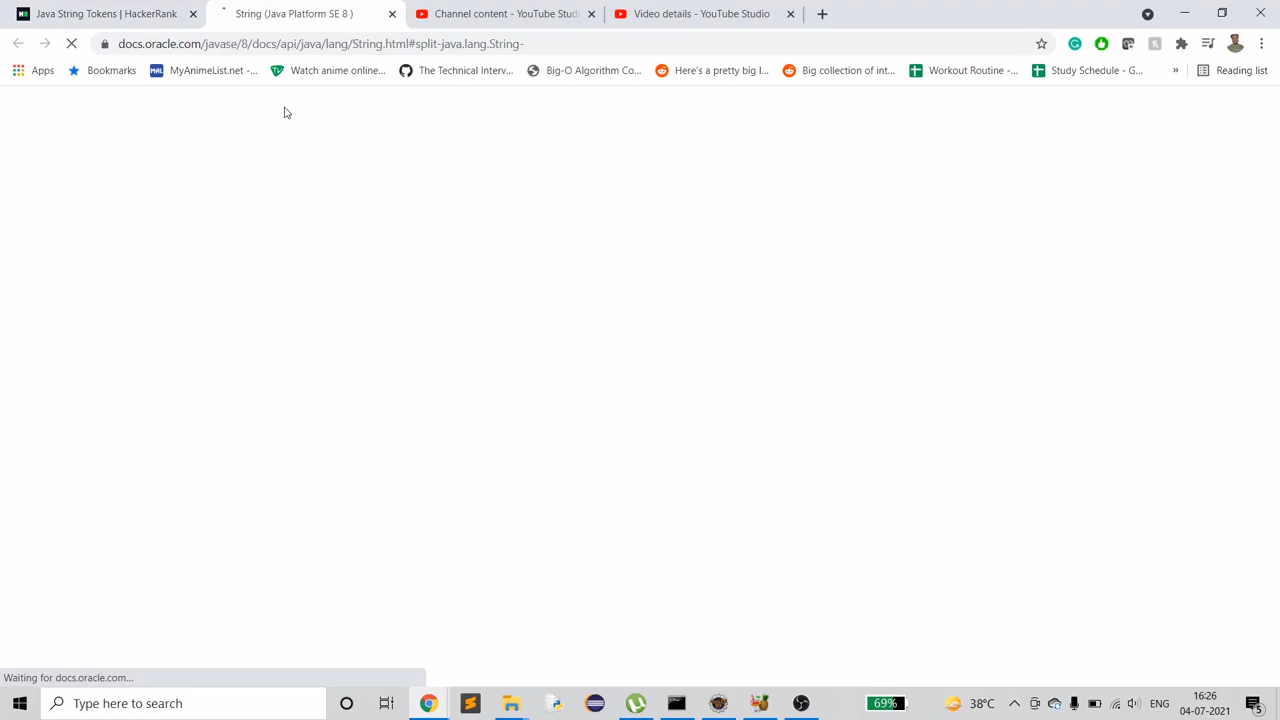 Java String Tokens | HackerRank
String (Java Platform SE 8 )
Channel content - YouTube Stud
Video details - YouTube Studio
docs.oracle.com/javase/8/docs/api/java/lang/String.html#split-java.lang.String-
Apps
Bookmarks
MAL
MyAnimeList.net -...
Watch anime online...
The Technical Interv...
Big-O Algorithm Co...
Here's a pretty big l...
Big collection of int...
Workout Routine -...
Study Schedule - G...
»
Reading list
Waiting for docs.oracle.com...
Type here to search
69%
38°C
ENG
16:26
04-07-2021
5